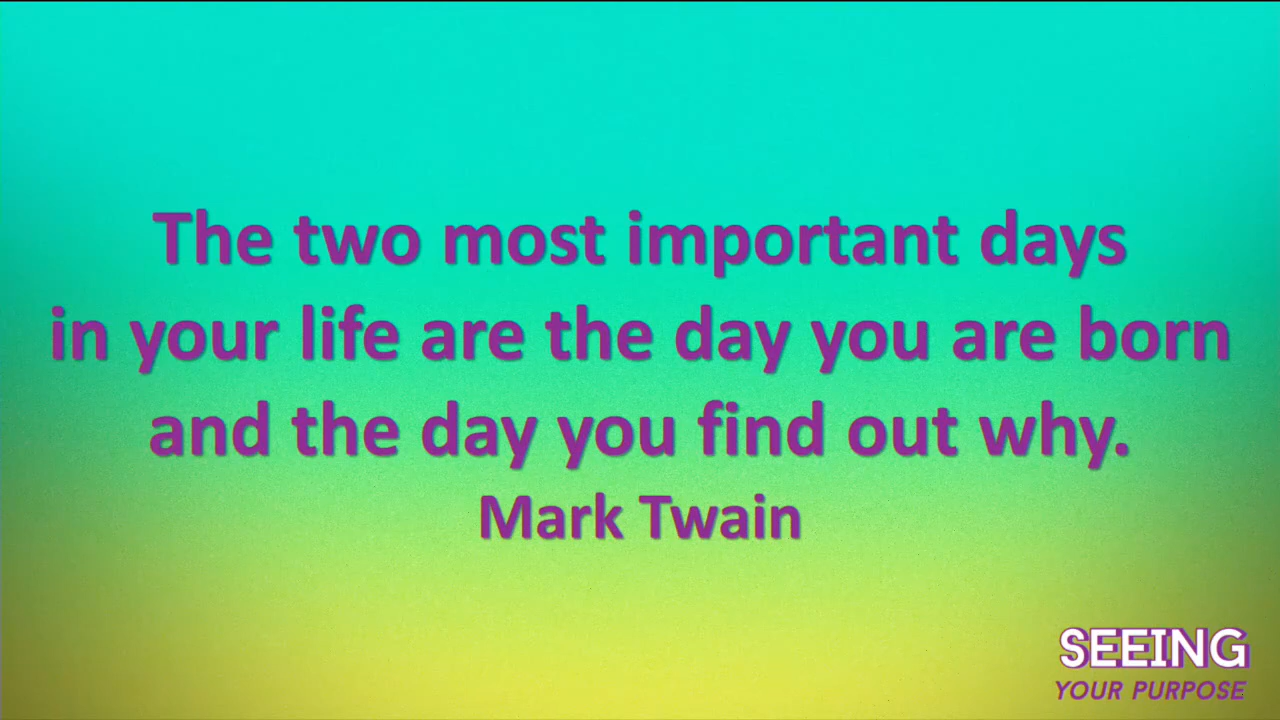 The two most important days
in your life are the day you are born
and the day you find out why.
Mark Twain
SEEING
YOUR PURPOSE